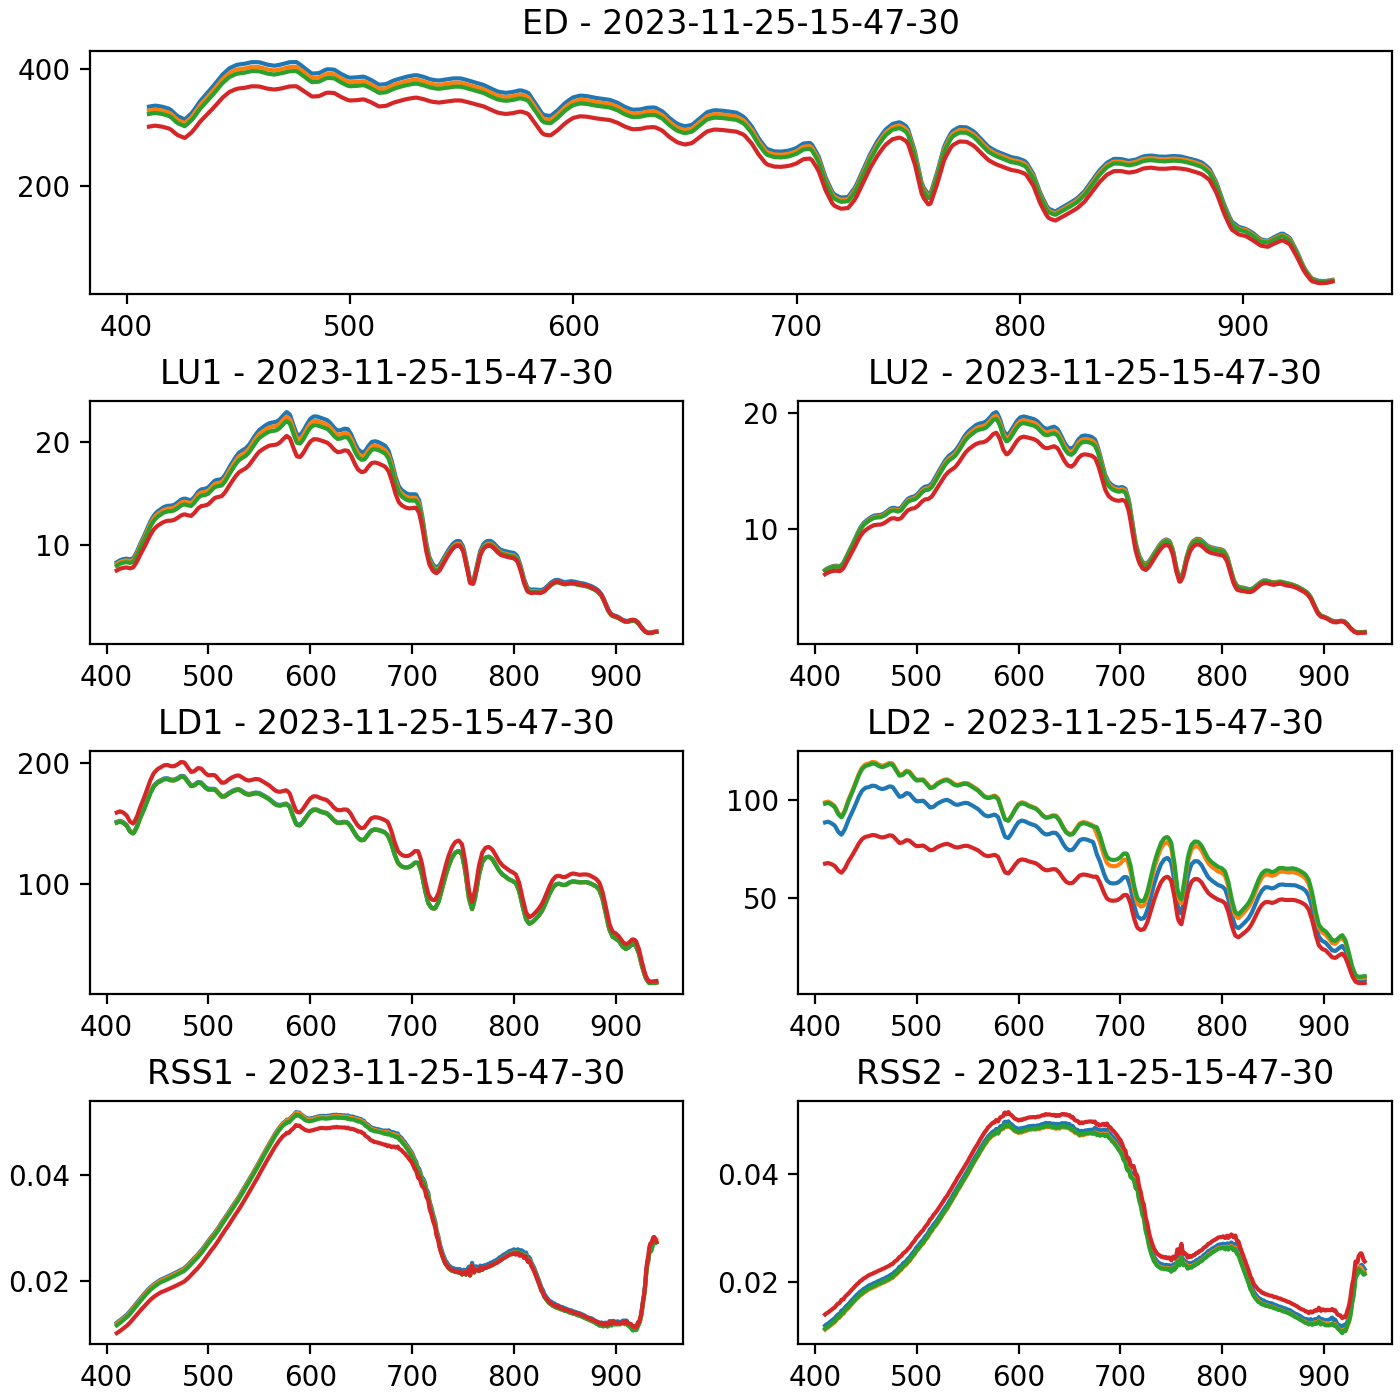 ED - 2023-11-25-15-47-30
400
200
400 500 600 700 800 900
LU1 - 2023-11-25-15-47-30
20
10
400 500 600 700 800 900
LU2 - 2023-11-25-15-47-30
20
10
400 500 600 700 800 900
LD1 - 2023-11-25-15-47-30
200
100
400 500 600 700 800 900
LD2 - 2023-11-25-15-47-30
100
50
400 500 600 700 800 900
RSS1 - 2023-11-25-15-47-30
0.04
0.02
400 500 600 700 800 900
RSS2 - 2023-11-25-15-47-30
0.04
0.02
400 500 600 700 800 900